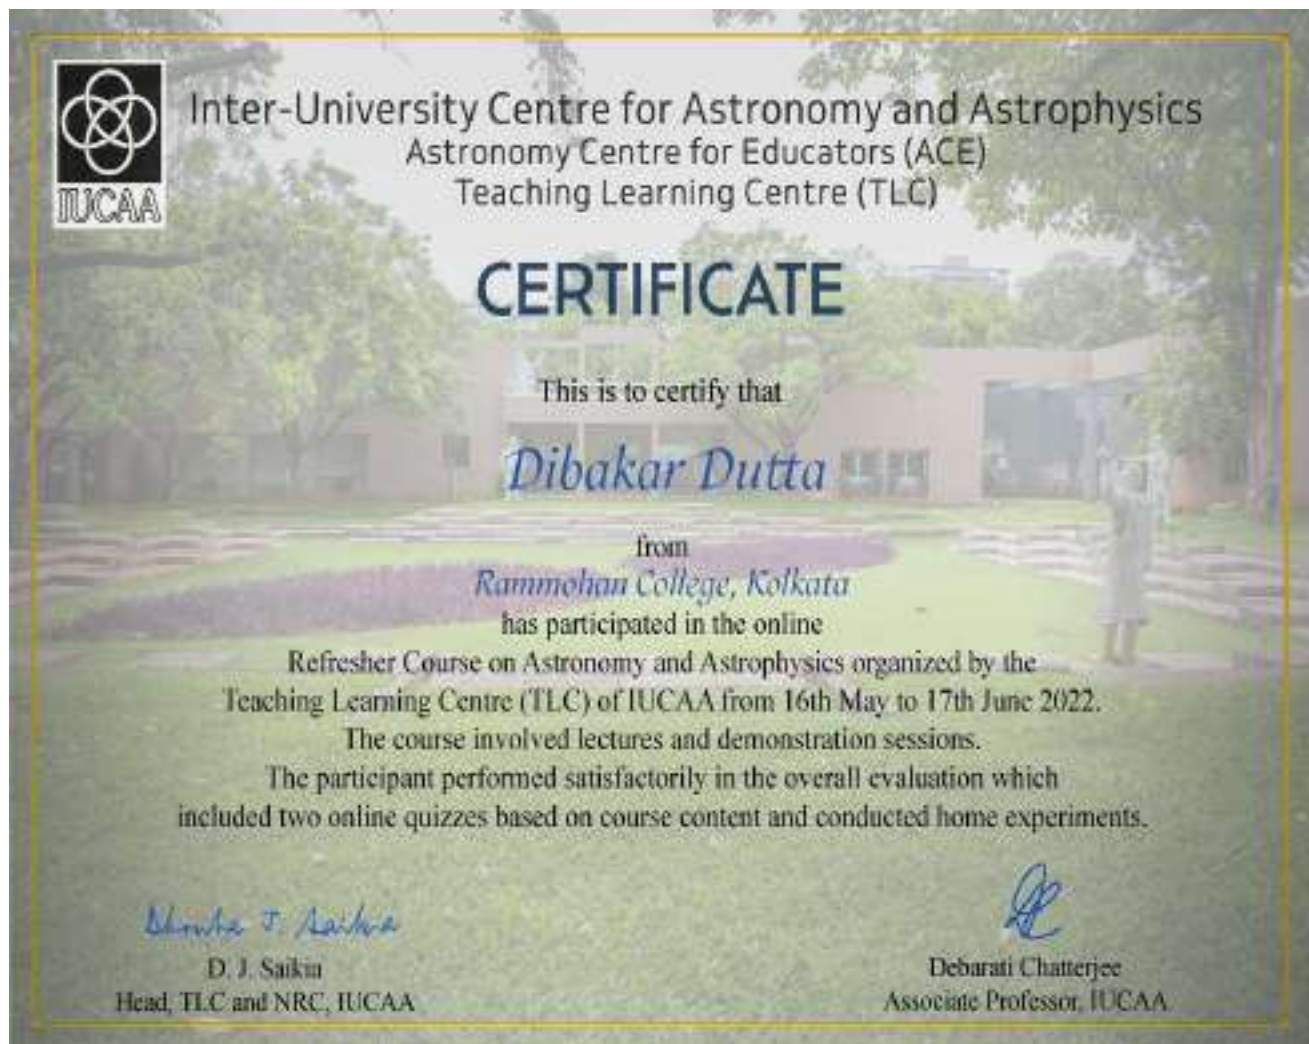 IUCAA
Inter-University Centre for Astronomy and Astrophysics
Astronomy Centre for Educators (ACE)
Teaching Learning Centre (TLC)
CERTIFICATE
This is to certify that
Dibakar Dutta
from
Rammohan College, Kolkata
has participated in the online
Refresher Course on Astronomy and Astrophysics organized by the
Teaching Learning Centre (TLC) of IUCAA from 16th May to 17th June 2022.
The course involved lectures and demonstration sessions.
The participant performed satisfactorily in the overall evaluation which
included two online quizzes based on course content and conducted home experiments.
J. Saikia
D. J. Saikia
Head, TLC and NRC, IUCAA
Debarati Chatterjee
Associate Professor, IUCAA